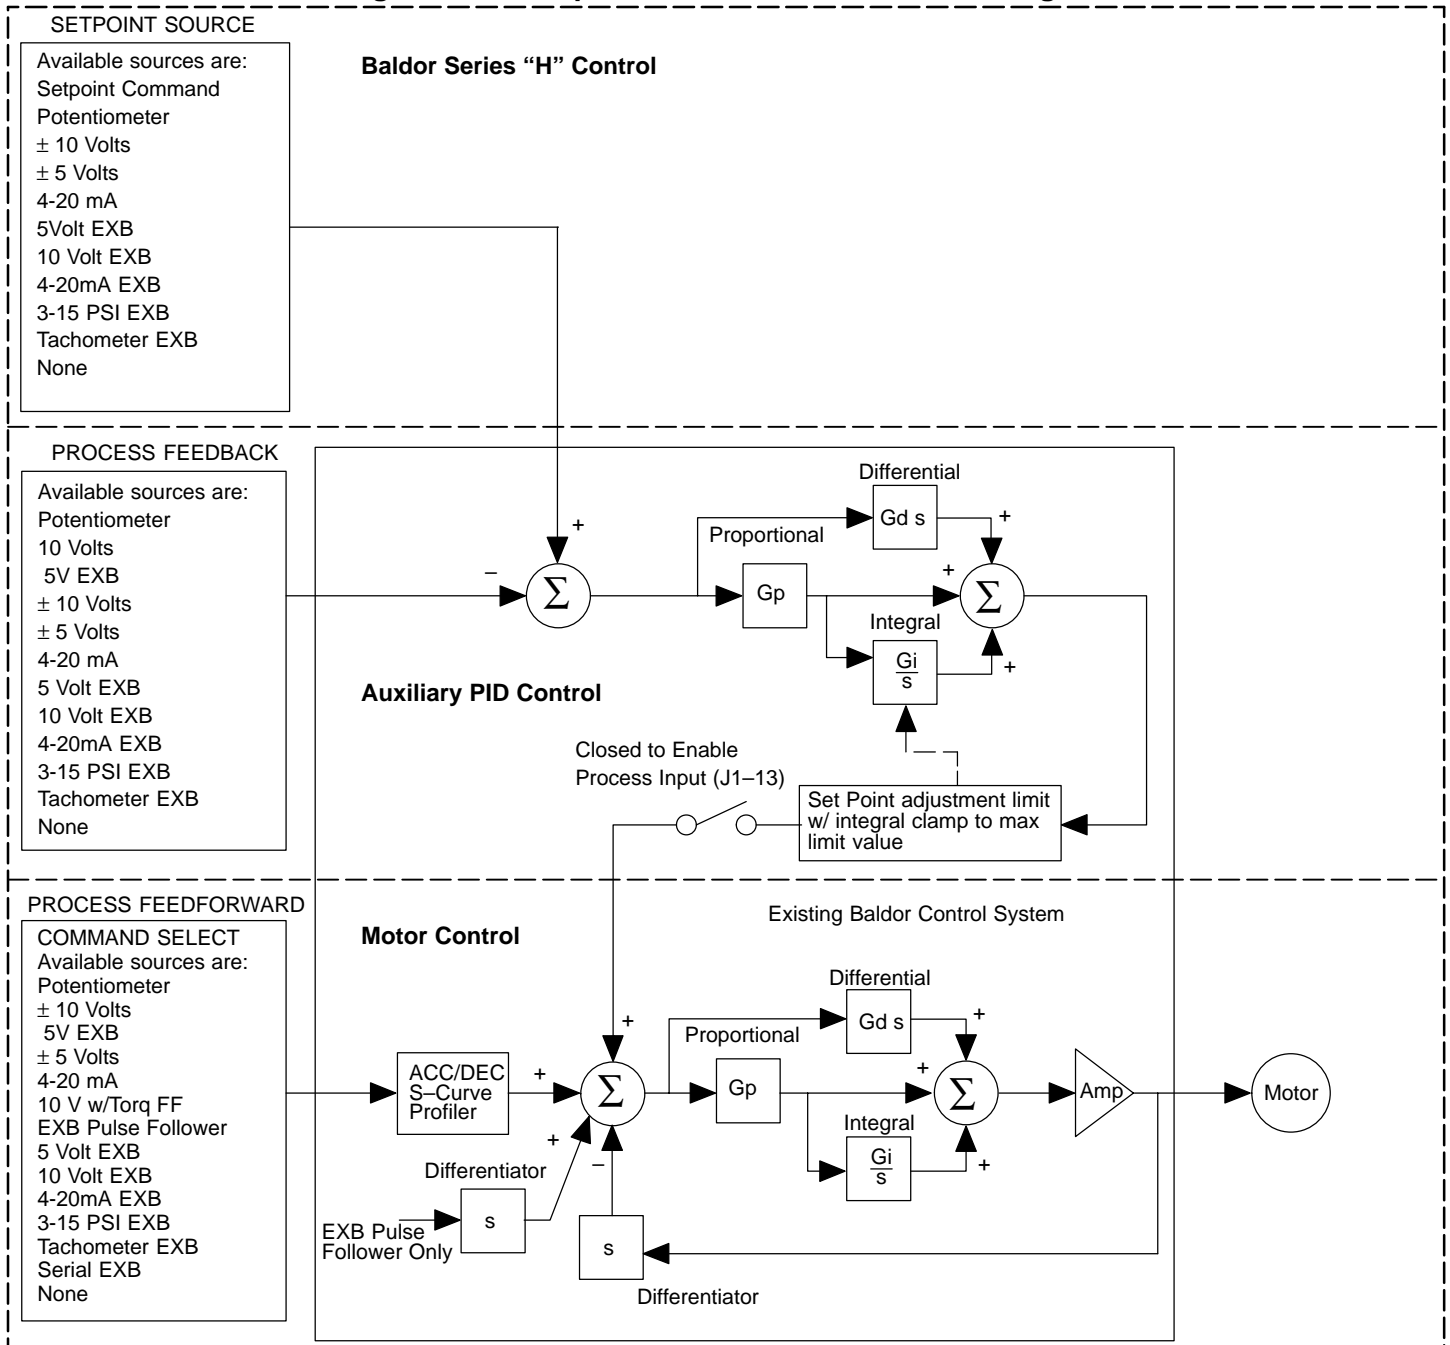 SETPOINT SOURCE
Available sources are:
Setpoint Command
Potentiometer
± 10 Volts
± 5 Volts
4-20 mA
5Volt EXB
10 Volt EXB
4-20mA EXB
3-15 PSI EXB
Tachometer EXB
None
Baldor Series “H” Control
PROCESS FEEDBACK
Available sources are:
Potentiometer
10 Volts
5V EXB
± 10 Volts
± 5 Volts
4-20 mA
5 Volt EXB
10 Volt EXB
4-20mA EXB
3-15 PSI EXB
Tachometer EXB
None
+
–
Σ
Proportional
Gp
Differential
Gd s
+
+
Σ
Integral
Gi
s
+
Auxiliary PID Control
Closed to Enable
Process Input (J1–13)
Set Point adjustment limit
w/ integral clamp to max
limit value
PROCESS FEEDFORWARD
COMMAND SELECT
Available sources are:
Potentiometer
± 10 Volts
5V EXB
± 5 Volts
4-20 mA
10 V w/Torq FF
EXB Pulse Follower
5 Volt EXB
10 Volt EXB
4-20mA EXB
3-15 PSI EXB
Tachometer EXB
Serial EXB
None
Motor Control
Existing Baldor Control System
ACC/DEC
S–Curve
Profiler
+
+
Σ
+
–
Differentiator
s
EXB Pulse
Follower Only
s
Differentiator
Proportional
Gp
Differential
Gd s
+
+
Σ
Integral
Gi
s
+
Amp
Motor